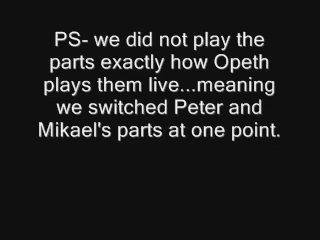 PS- we did not play the
parts exactly how Opeth
plays them live...meaning
we switched Peter and
Mikael's parts at one point.